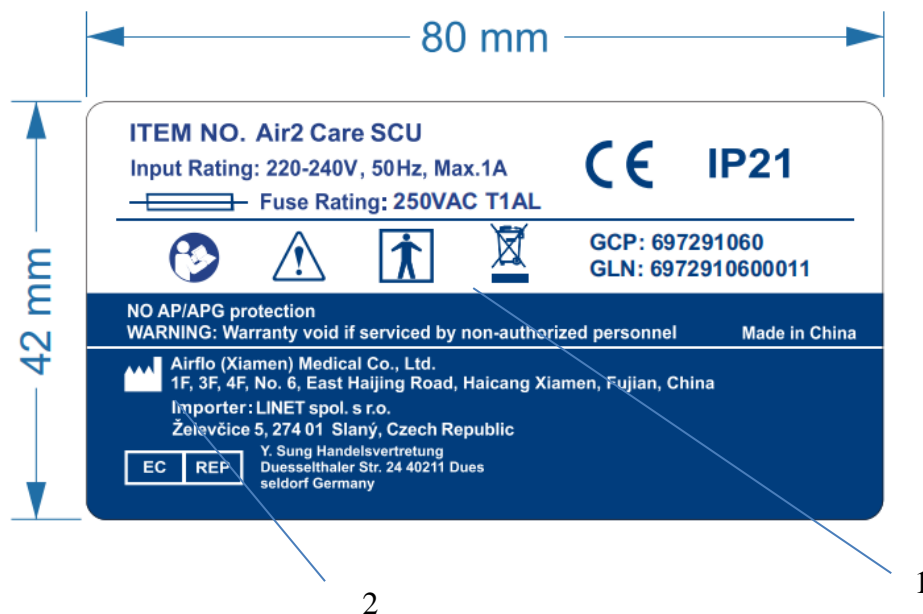 80 mm
42 mm
ITEM NO. Air2 Care SCU
Input Rating: 220-240V, 50Hz, Max.1A
Fuse Rating: 250VAC T1AL
CE IP21
GCP: 697291060
GLN: 6972910600011
NO AP/APG protection
WARNING: Warranty void if serviced by non-authorized personnel Made in China
Airflo (Xiamen) Medical Co., Ltd.
1F, 3F, 4F, No. 6, East Haijing Road, Haicang Xiamen, Fujian, China
Importer: LINET spol. s r.o.
Želevčice 5, 274 01 Slaný, Czech Republic
EC REP
Y. Sung Handelsvertretung
Duesselthaler Str. 24 40211 Dues
seldorf Germany
1
2